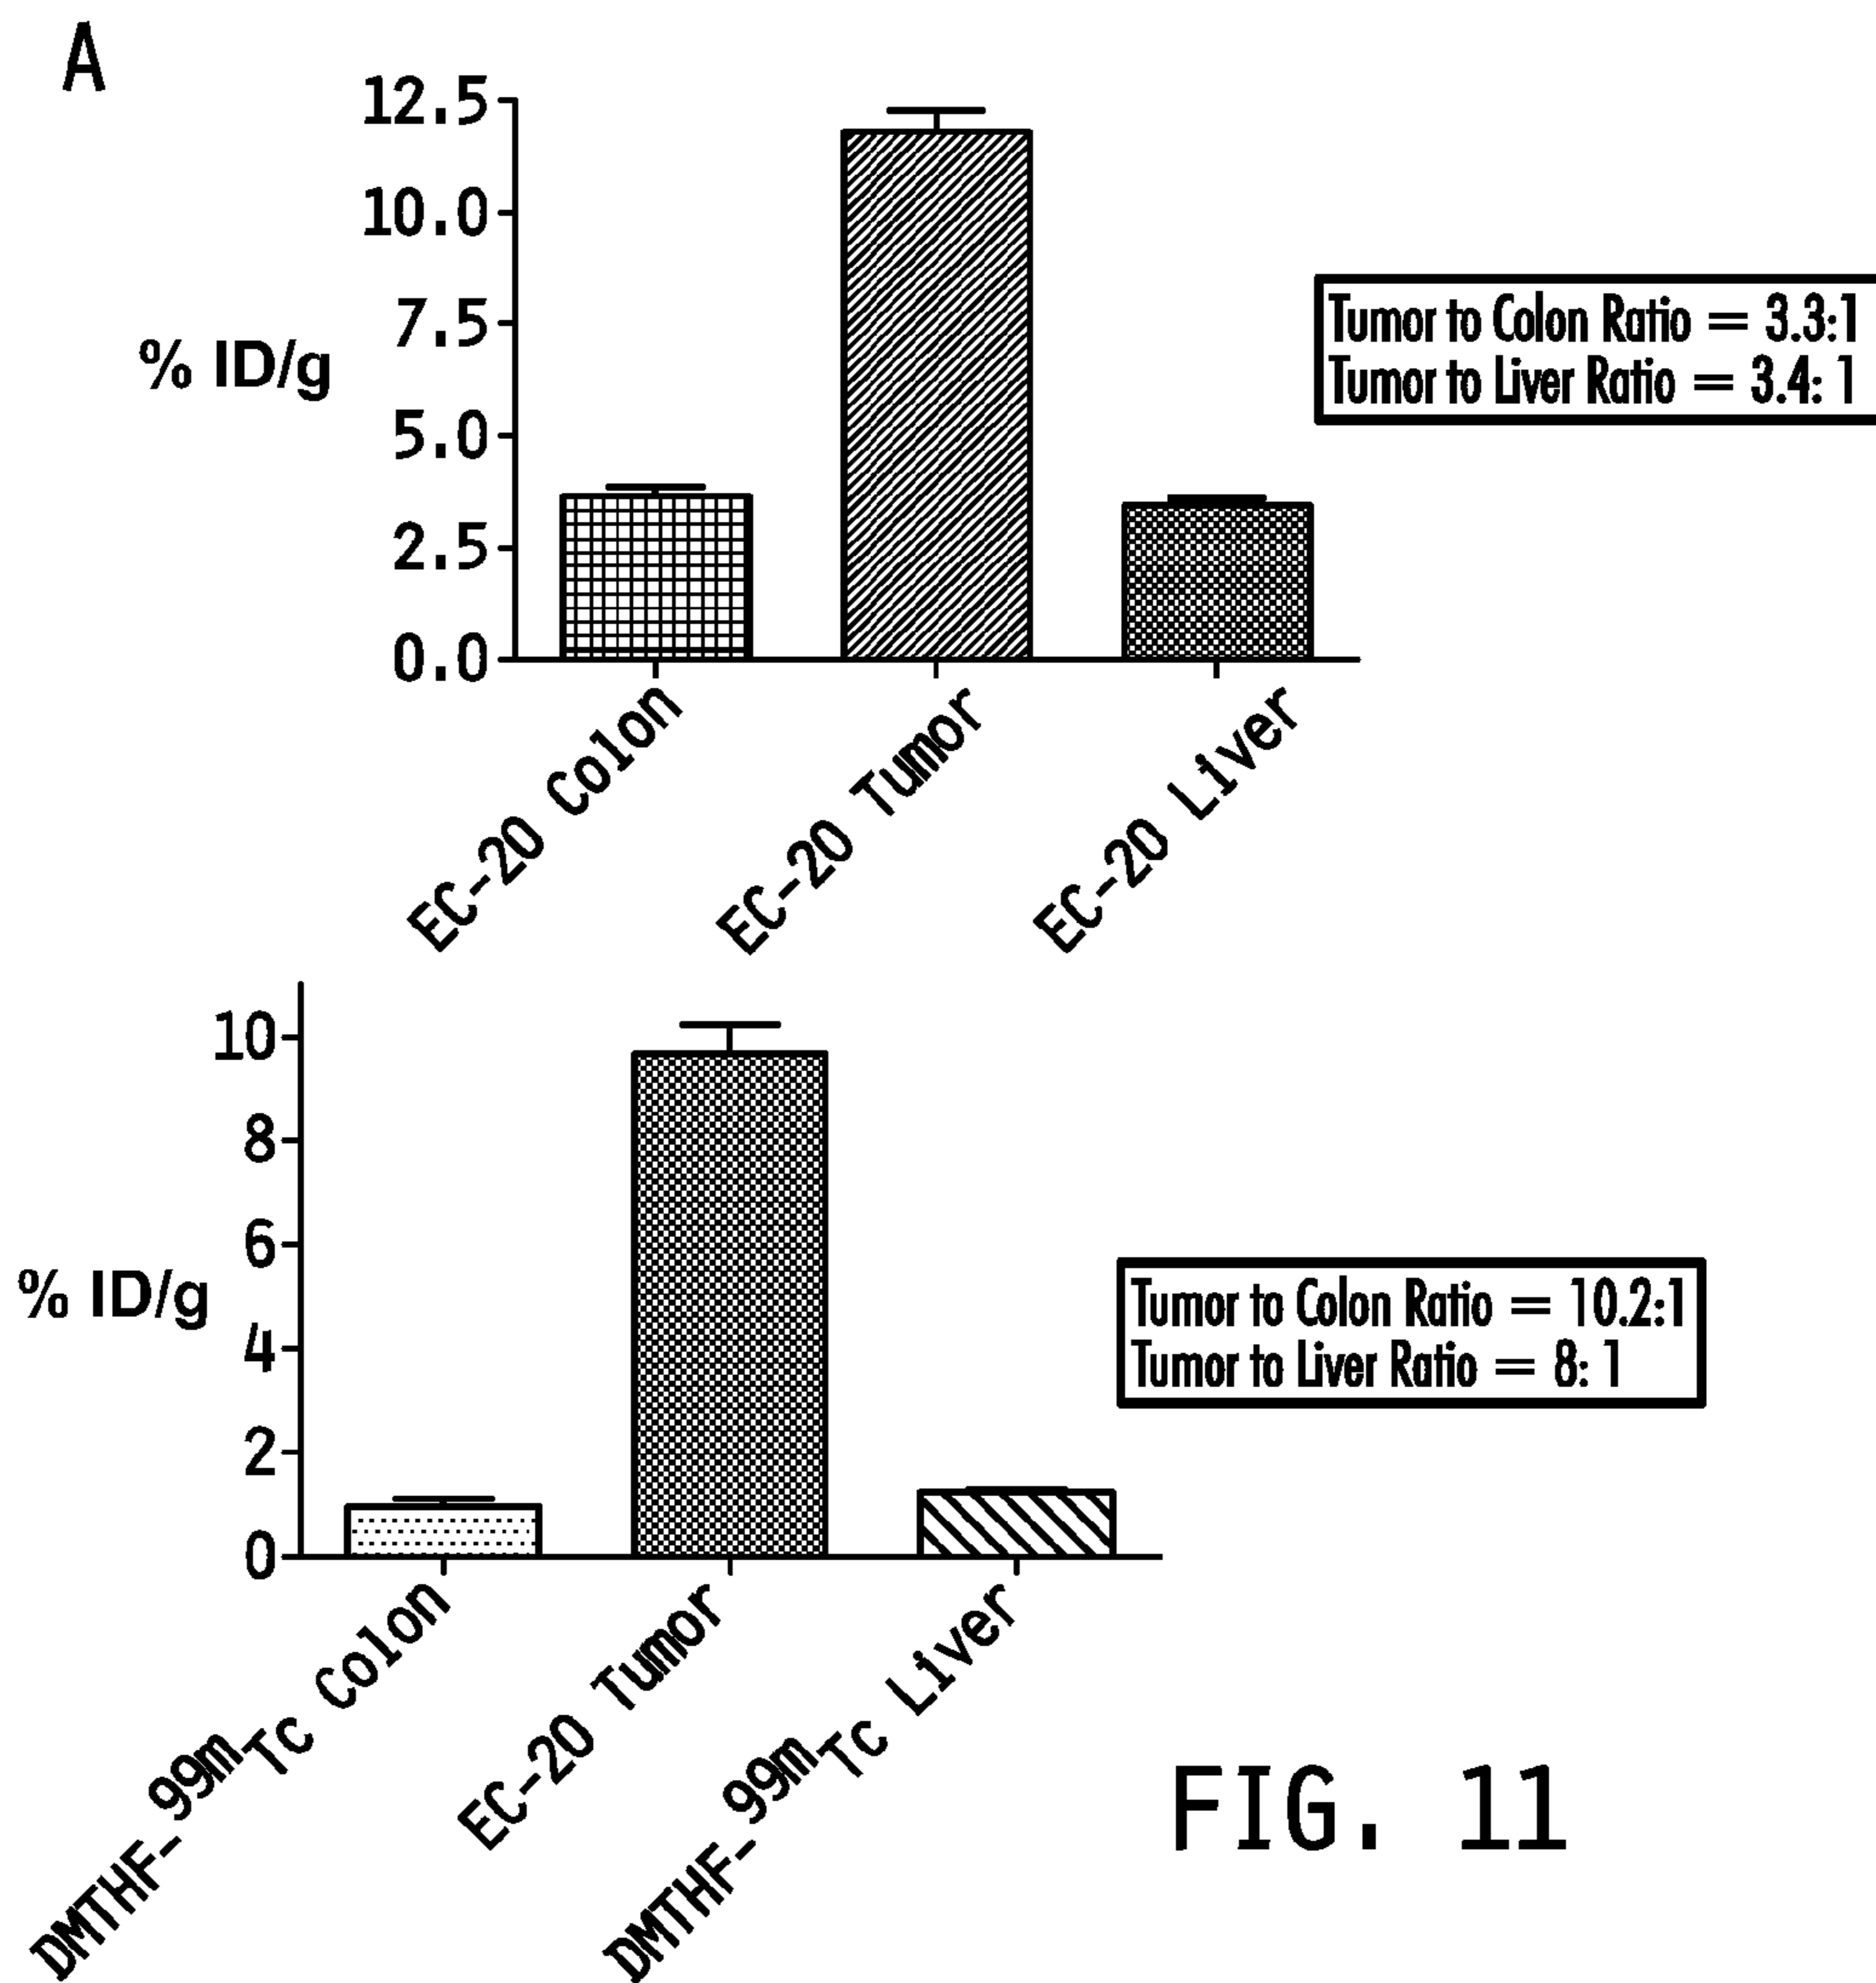 A
12.5
10.0
7.5
5.0
2.5
0.0
% ID/g
Tumor to Colon Ratio = 3.3:1
Tumor to Liver Ratio = 3.4: 1
EC-20 Colon
EC-20 Tumor
EC-20 Liver
10
8
6
4
2
0
% ID/g
Tumor to Colon Ratio = 10.2:1
Tumor to Liver Ratio = 8: 1
DMTHF-99mTc Colon
EC-20 Tumor
DMTHF-99mTc Liver
FIG. 11